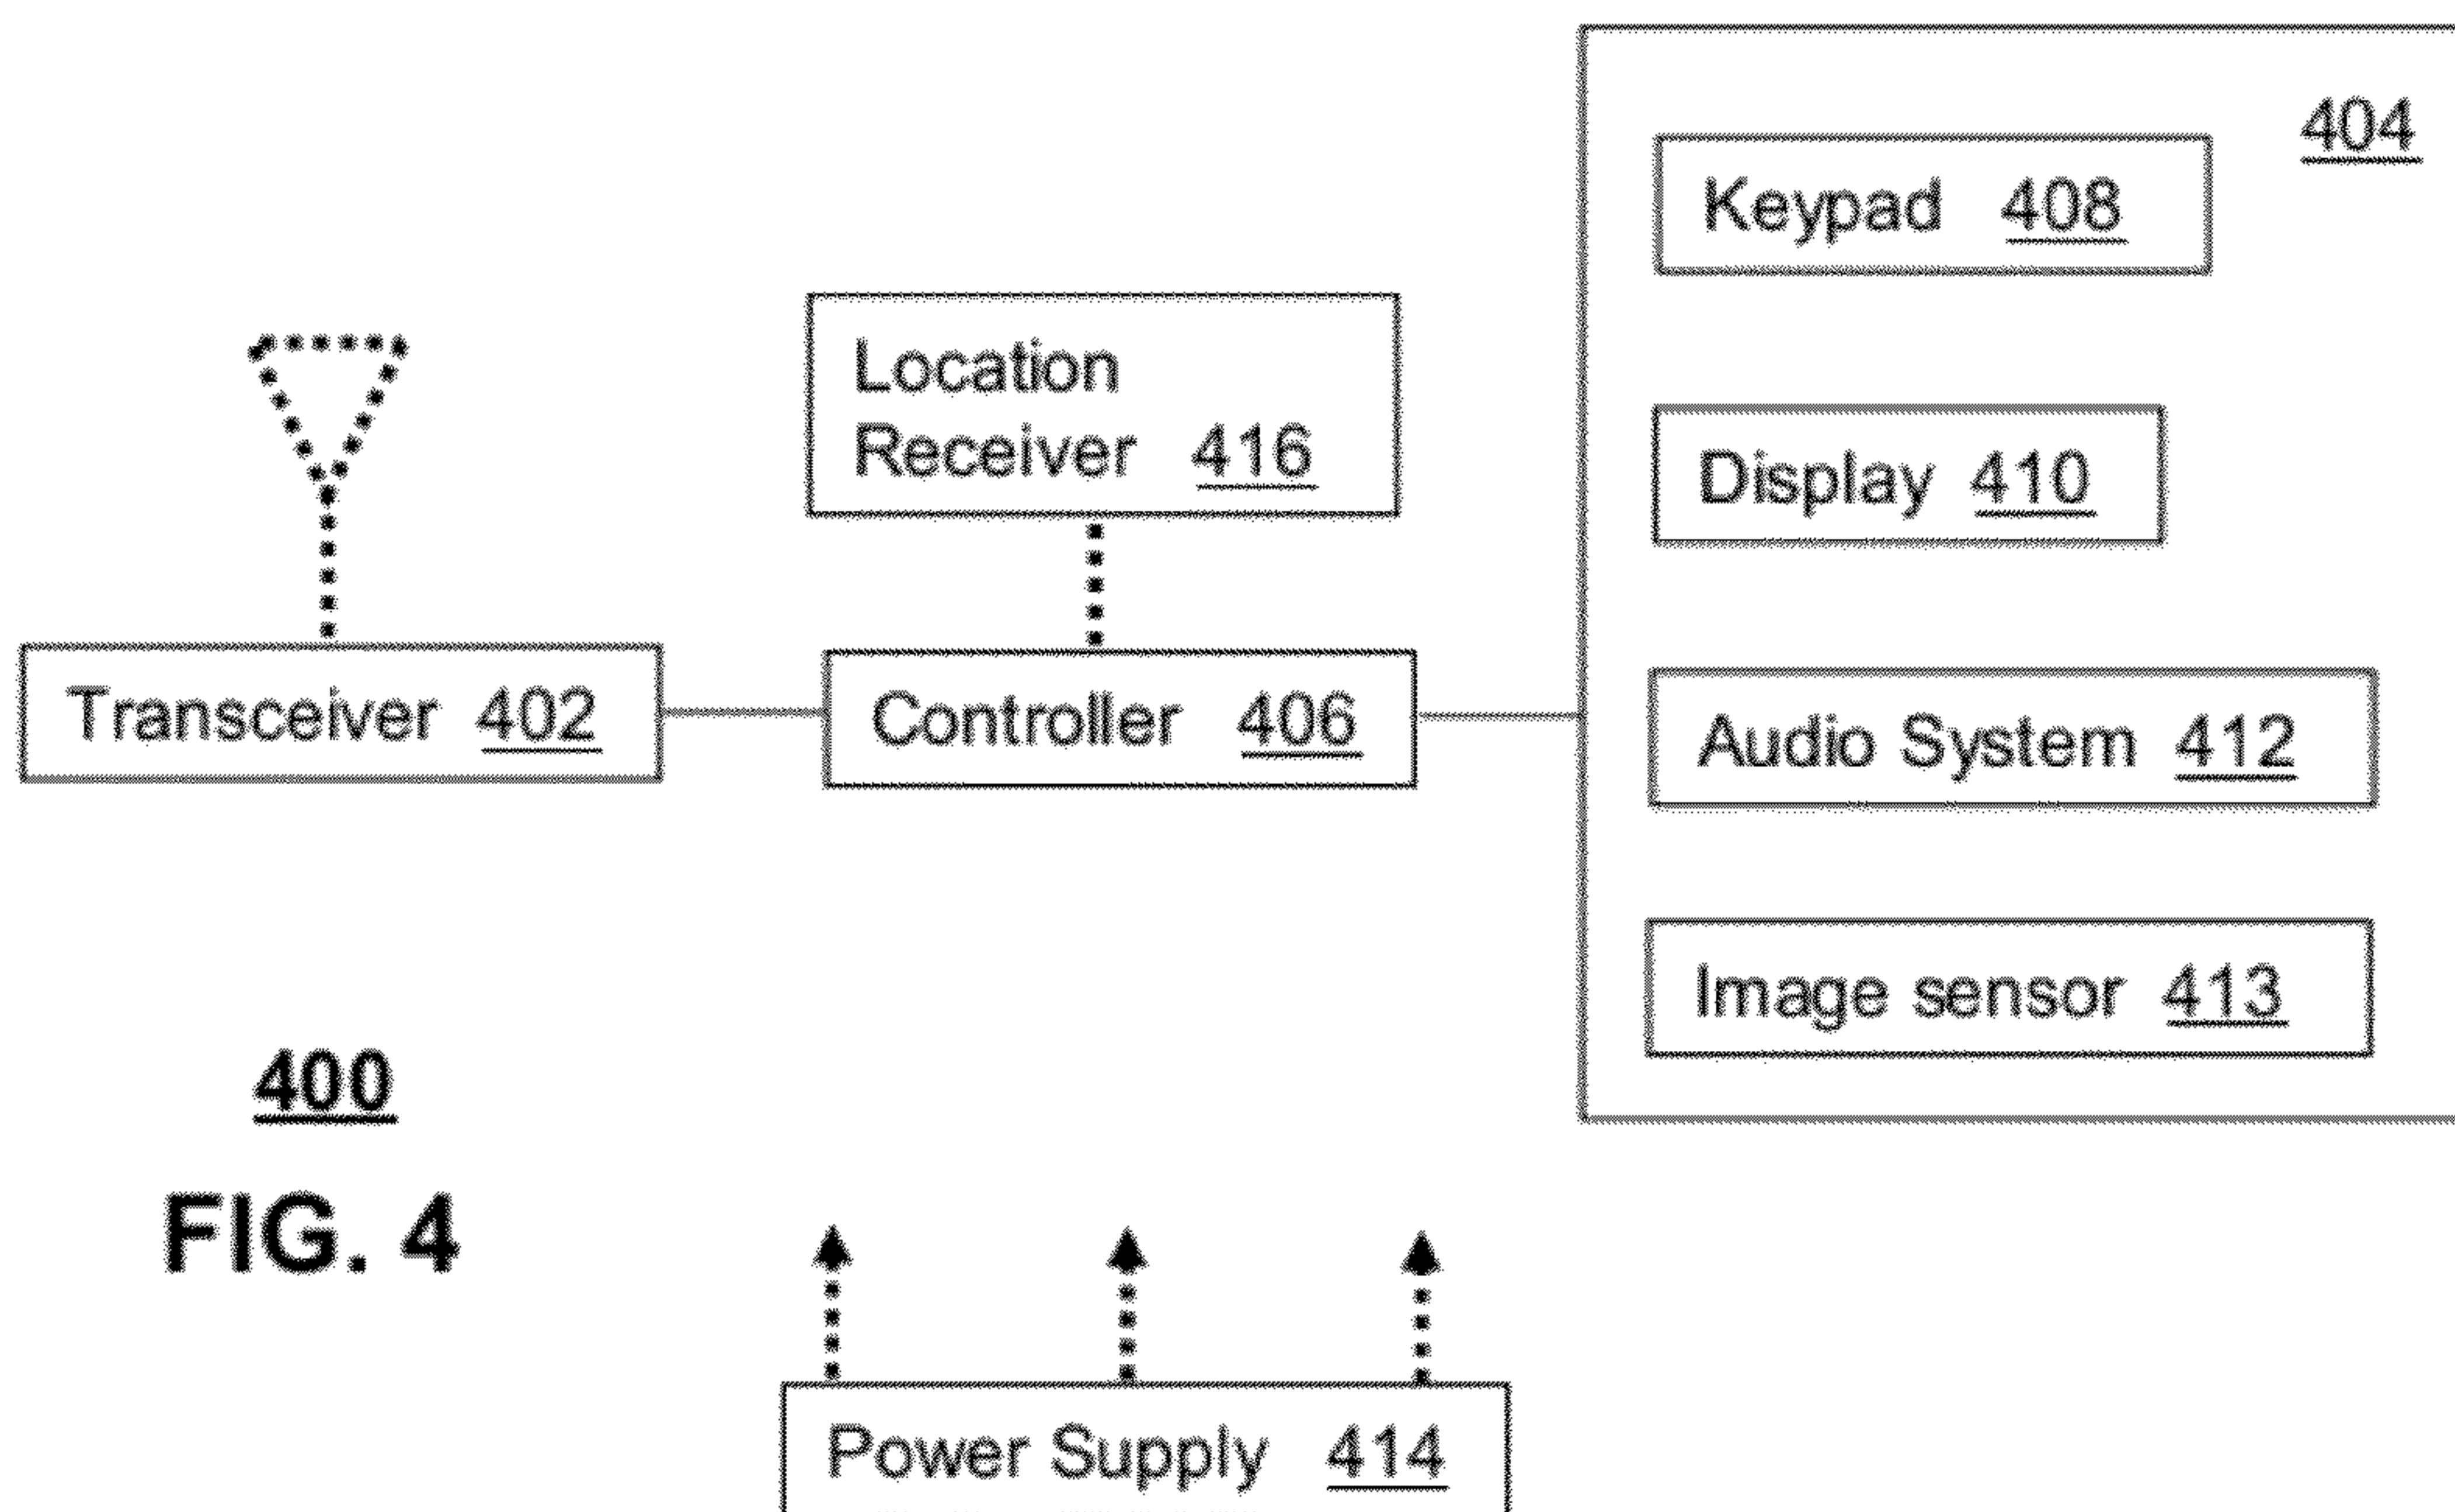 404
Keypad 408
Location
Receiver 416
Display 410
Transceiver 402
Controller 406
Audio System 412
Image sensor 413
400
FIG. 4
Power Supply 414